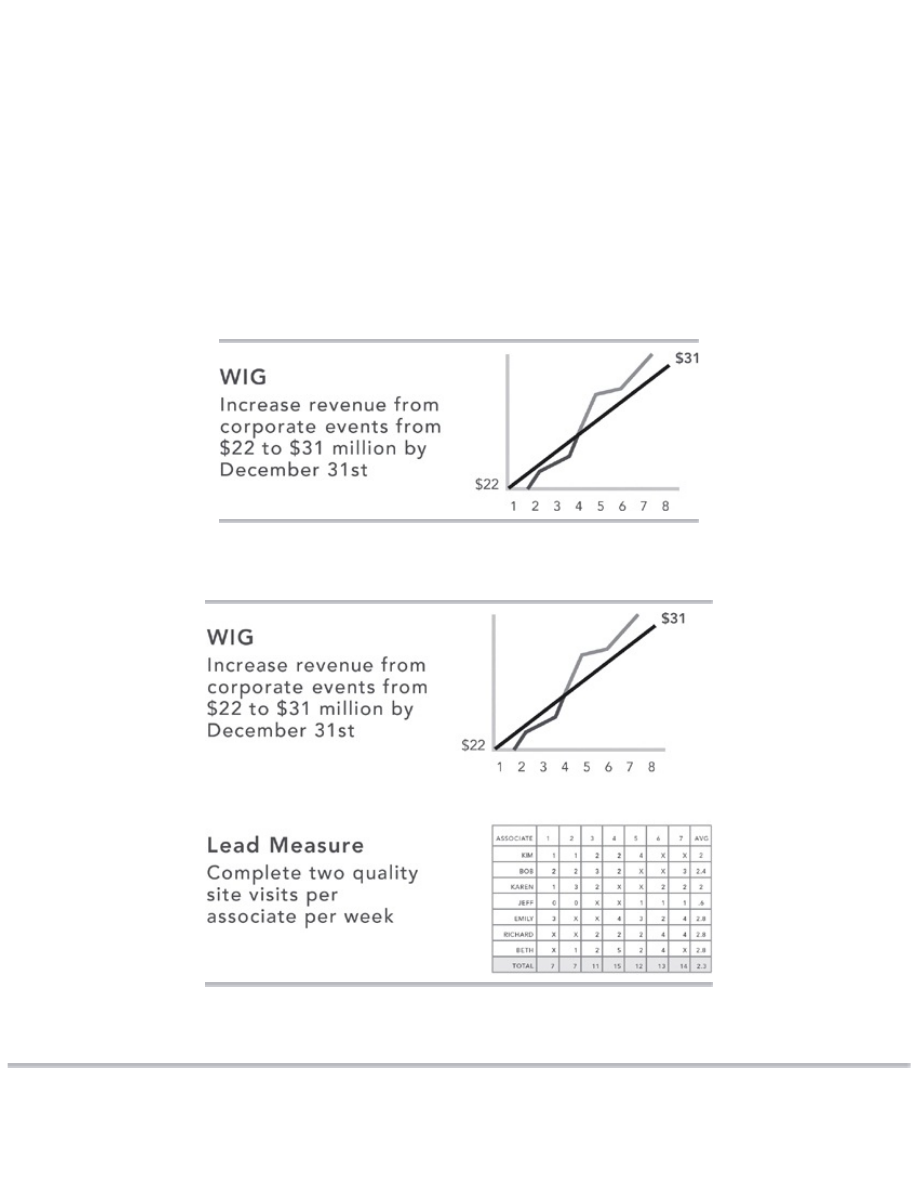 WIG
Increase revenue from
corporate events from
$22 to $31 million by
December 31st
$31
$22
1 2 3 4 5 6 7 8
WIG
Increase revenue from
corporate events from
$22 to $31 million by
December 31st
$31
$22
1 2 3 4 5 6 7 8
Lead Measure
Complete two quality
site visits per
associate per week
ASSOCIATE 1 2 3 4 5 6 7 AVG
KIM 1 1 2 2 4 X X 2
BOB 2 2 3 2 X X 3 2.4
KAREN 1 3 2 X X 2 2 2
JEFF 0 0 X X 1 1 1 .6
EMILY 3 X X 4 3 2 4 2.8
RICHARD X X 2 2 2 4 4 2.8
BETH X 1 2 5 2 4 X 2.8
TOTAL 7 7 11 15 12 13 14 2.3